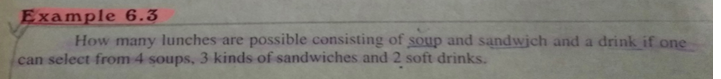 Example 6.3
How many lunches are possible consisting of soup and sandwich and a drink if one
can select from 4 soups, 3 kinds of sandwiches and 2 soft drinks.